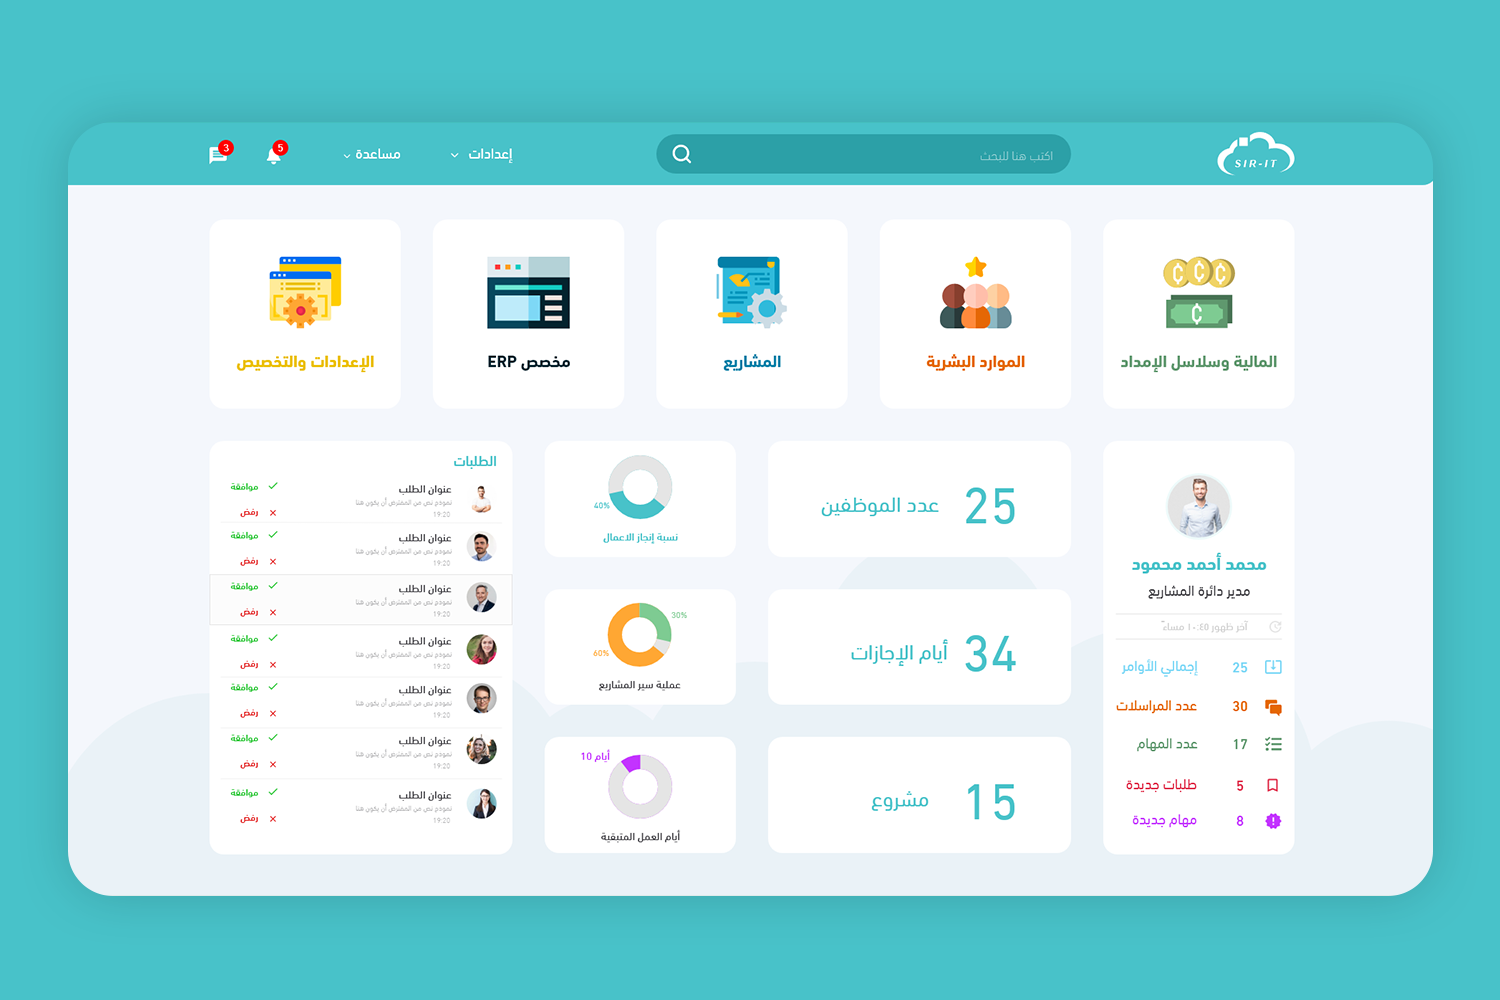 SIR-IT
اكتب هنا للبحث
إعدادات
مساعدة
5
3
المالية وسلاسل الإمداد
الموارد البشرية
المشاريع
مخصص ERP
الإعدادات والتخصيص
محمد أحمد محمود
مدير دائرة المشاريع
آخر ظهور ١٠:٤٥ مساءً
25 إجمالي الأوامر
30 عدد المراسلات
17 عدد المهام
5 طلبات جديدة
8 مهام جديدة
25 عدد الموظفين
34 أيام الإجازات
15 مشروع
40%
نسبة إنجاز الاعمال
30%
60%
عملية سير المشاريع
10 أيام
أيام العمل المتبقية
الطلبات
عنوان الطلب
نموذج نص من المفترض أن يكون هنا
19:20
موافقة
رفض
عنوان الطلب
نموذج نص من المفترض أن يكون هنا
19:20
موافقة
رفض
عنوان الطلب
نموذج نص من المفترض أن يكون هنا
19:20
موافقة
رفض
عنوان الطلب
نموذج نص من المفترض أن يكون هنا
19:20
موافقة
رفض
عنوان الطلب
نموذج نص من المفترض أن يكون هنا
19:20
موافقة
رفض
عنوان الطلب
نموذج نص من المفترض أن يكون هنا
19:20
موافقة
رفض
عنوان الطلب
نموذج نص من المفترض أن يكون هنا
19:20
موافقة
رفض